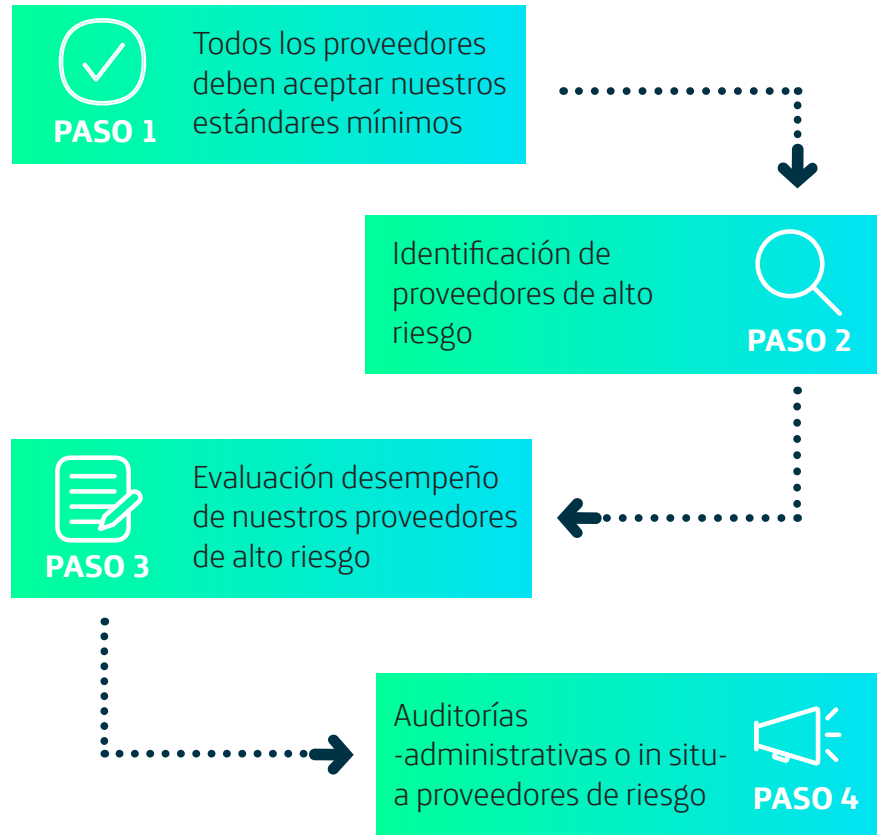 Todos los proveedores
deben aceptar nuestros
estándares mínimos
PASO 1
Identificación de
proveedores de alto
riesgo
PASO 2
Evaluación desempeño
de nuestros proveedores
de alto riesgo
PASO 3
Auditorías
-administrativas o in situ-
a proveedores de riesgo
PASO 4